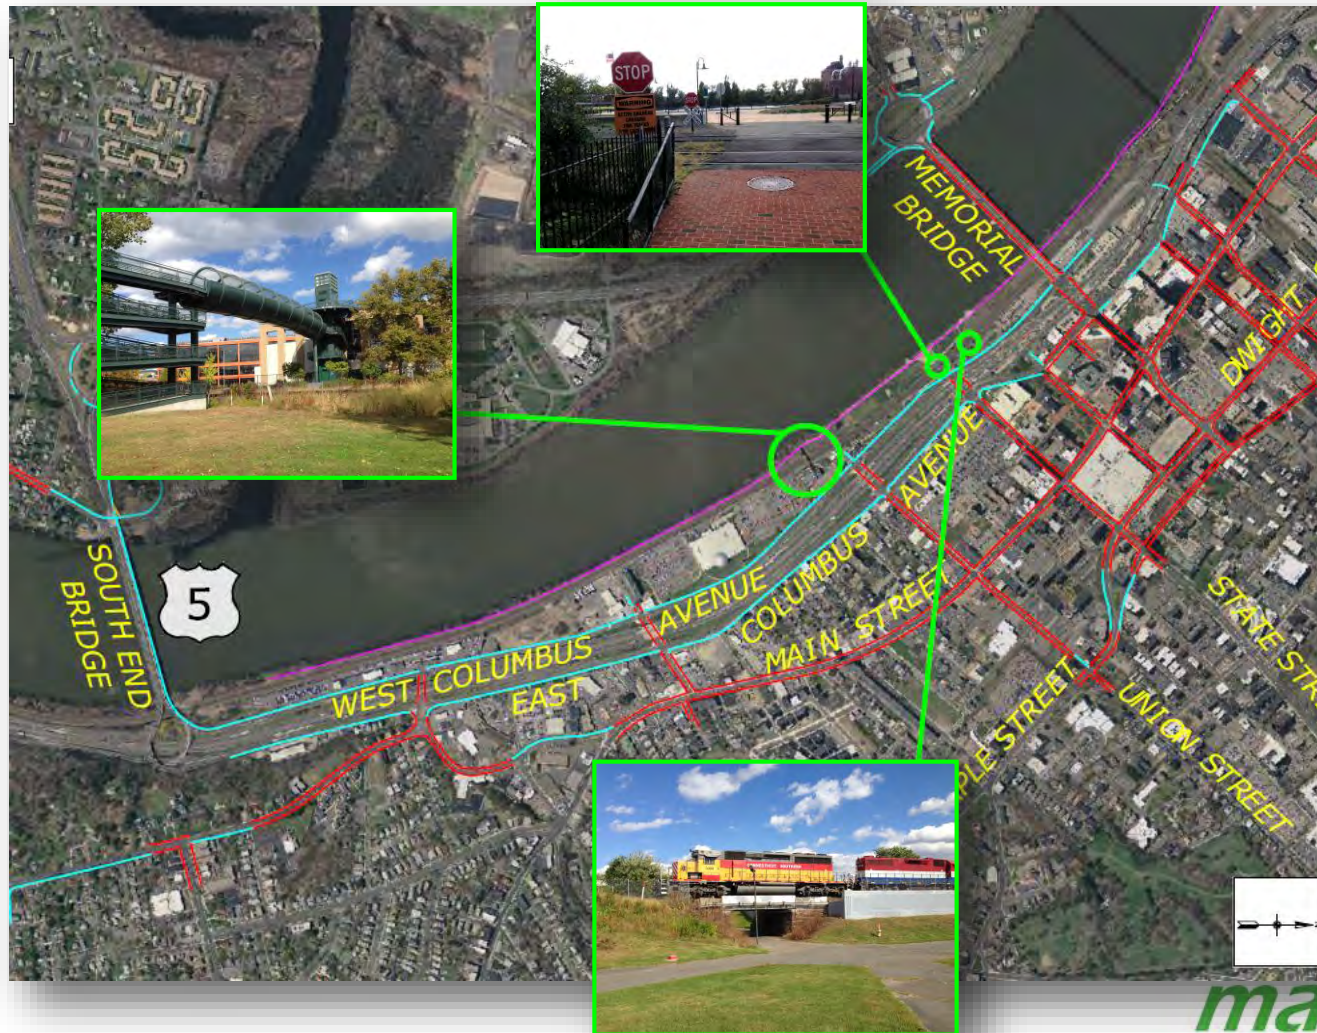 STOP
WARNING
MEMORIAL
BRIDGE
DWIGHT
SOUTH END
BRIDGE
5
WEST COLUMBUS AVENUE
EAST COLUMBUS AVENUE
MAIN STREET
PLE STREET
UNION STREET
STATE STR
ma